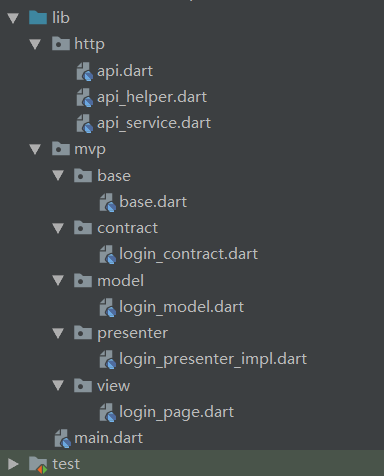 lib
http
api.dart
api_helper.dart
api_service.dart
mvp
base
base.dart
contract
login_contract.dart
model
login_model.dart
presenter
login_presenter_impl.dart
view
login_page.dart
main.dart
test